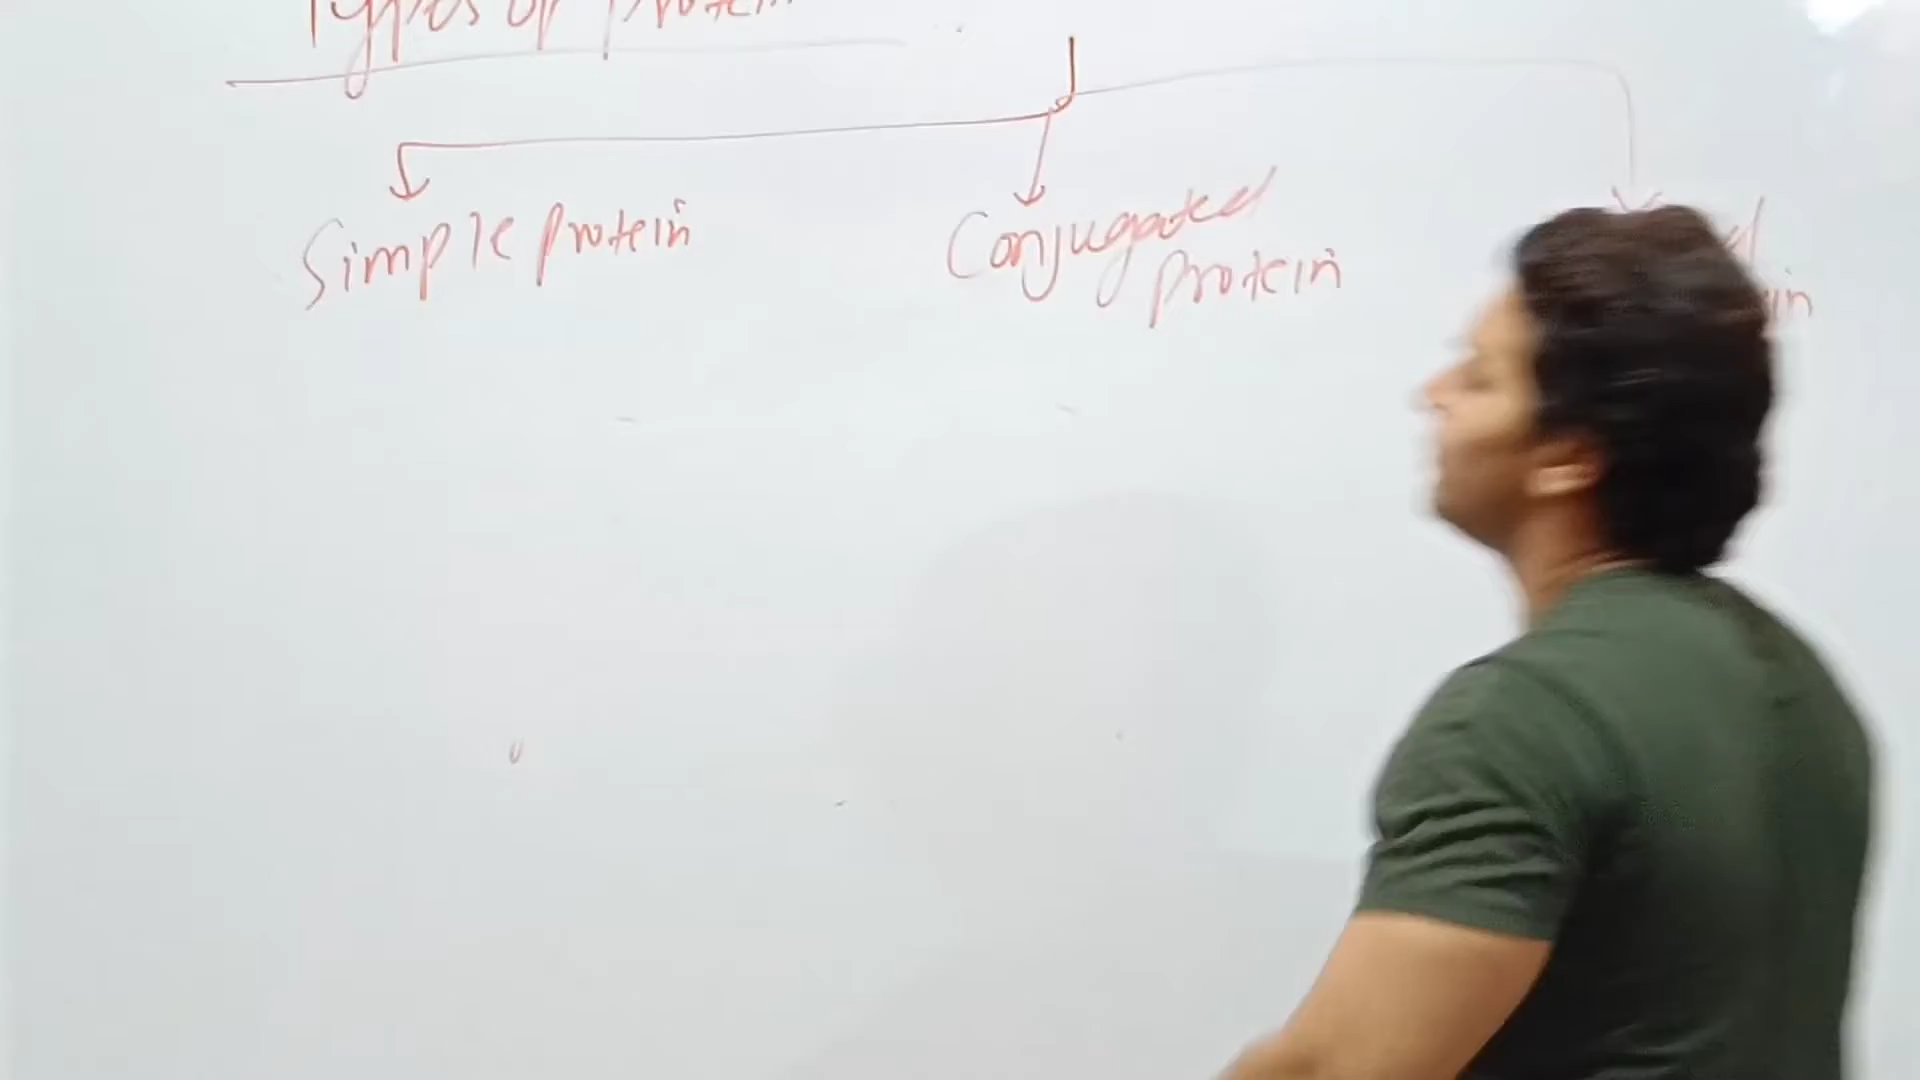 Types of protein
Simple protein
Conjugated
protein